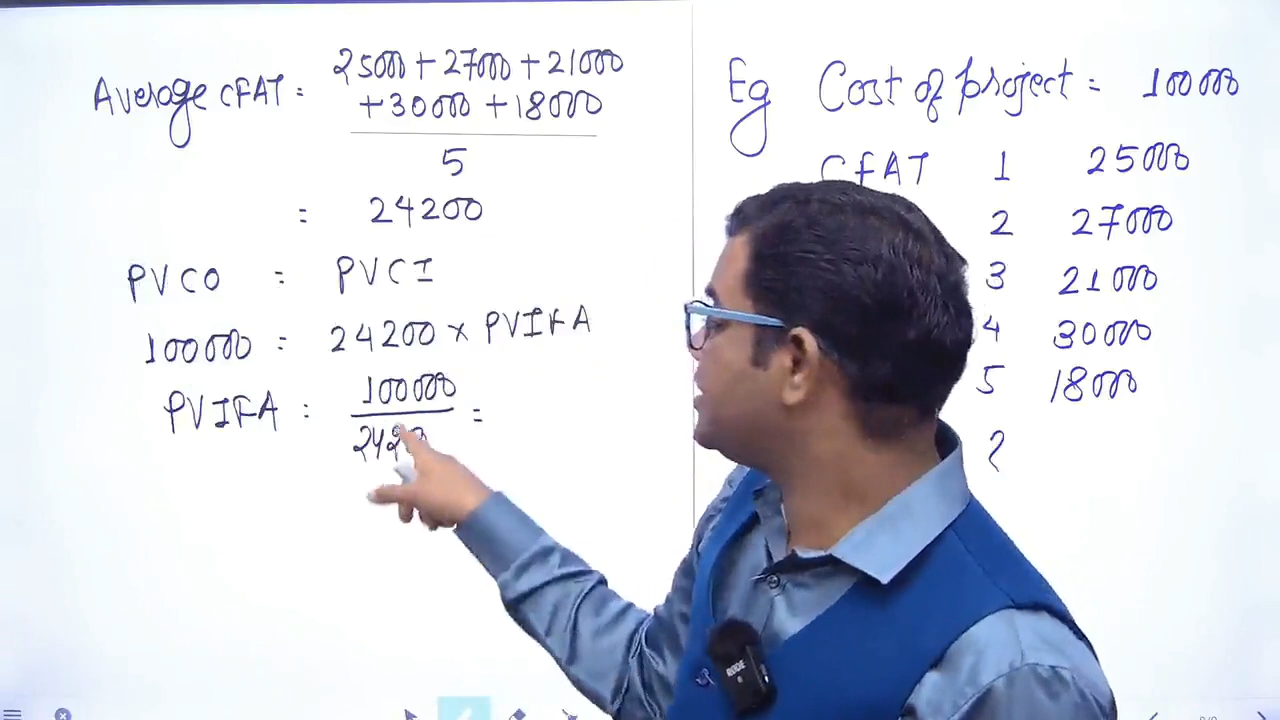 Average CFAT = 25000 + 27000 + 21000
+ 30000 + 18000
5
= 24200
PVCO = PVCI
100000 = 24200 × PVIFA
PVIFA = 100000 =
Eg Cost of project = 100000
CFAT 1 25000
2 27000
3 21000
4 30000
5 18000
?
RODE